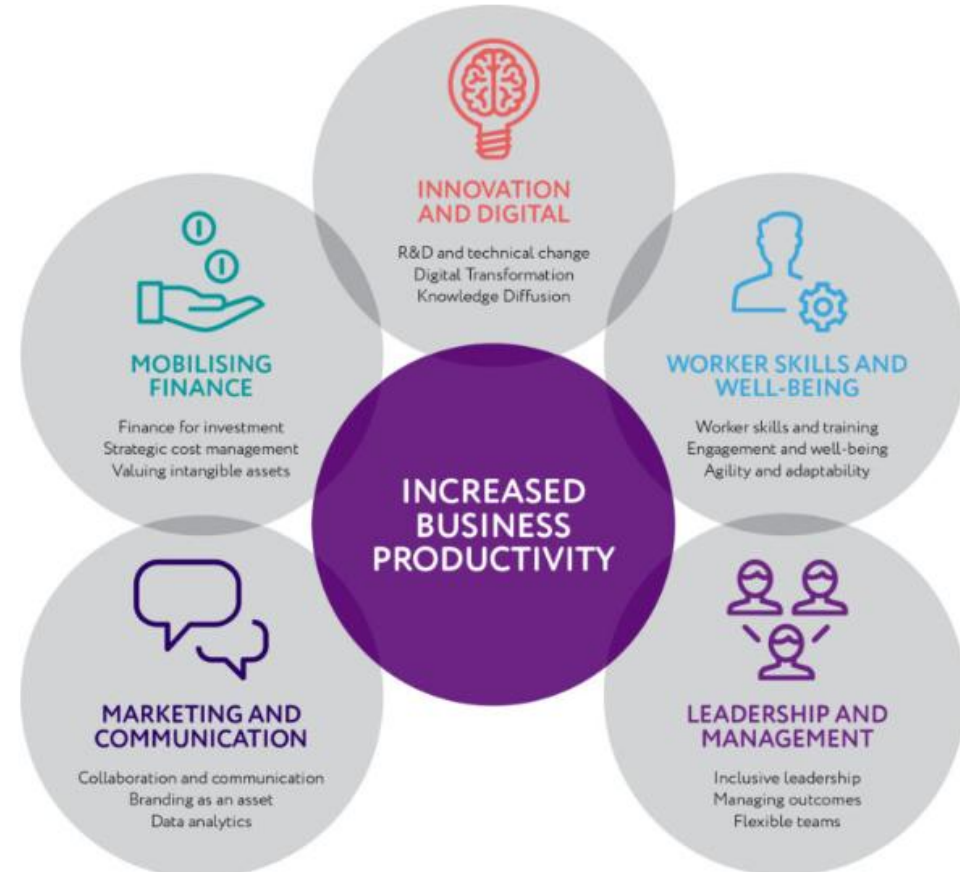 INNOVATION
AND DIGITAL
R&D and technical change
Digital Transformation
Knowledge Diffusion
MOBILISING
FINANCE
Finance for investment
Strategic cost management
Valuing intangible assets
WORKER SKILLS AND
WELL-BEING
Worker skills and training
Engagement and well-being
Agility and adaptability
INCREASED
BUSINESS
PRODUCTIVITY
MARKETING AND
COMMUNICATION
Collaboration and communication
Branding as an asset
Data analytics
LEADERSHIP AND
MANAGEMENT
Inclusive leadership
Managing outcomes
Flexible teams